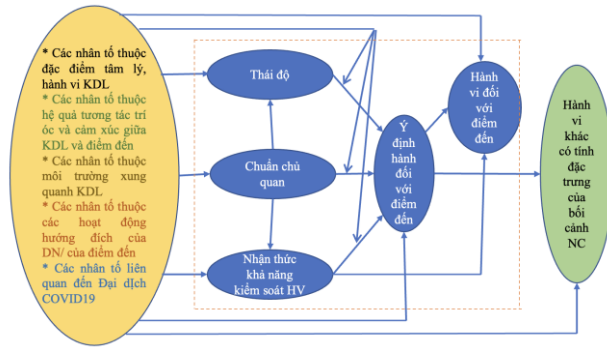 * Các nhân tố thuộc
đặc điểm tâm lý,
hành vi KDL
* Các nhân tố thuộc
hệ quả tương tác trí
óc và cảm xúc giữa
KDL và điểm đến
* Các nhân tố thuộc
môi trường xung
quanh KDL
* Các nhân tố thuộc
các hoạt động
hướng đích của
DN/ của điểm đến
* Các nhân tố liên
quan đến Đại dịch
COVID19
Thái độ
Chuẩn chủ
quan
Nhận thức
khả năng
kiểm soát HV
Ý
định
hành
đối
với
điểm
đến
Hành
vi đối
với
điểm
đến
Hành
vi
khác
có tính
đặc
trưng
của
bối
cảnh
NC